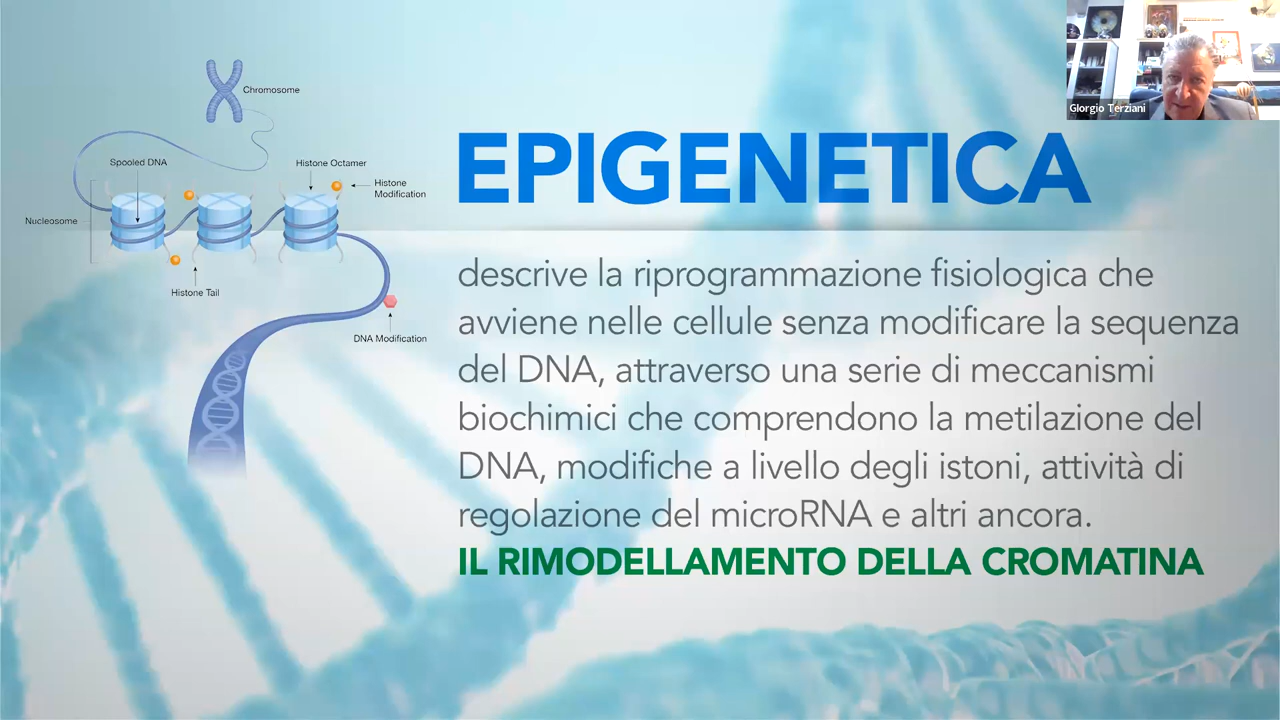 GIorgio Terziani
Chromosome
Spooled DNA
Histone Octamer
Histone
Modification
Nucleosome
Histone Tail
DNA Modification
EPIGENETICA
descrive la riprogrammazione fisiologica che
avviene nelle cellule senza modificare la sequenza
del DNA, attraverso una serie di meccanismi
biochimici che comprendono la metilazione del
DNA, modifiche a livello degli istoni, attività di
regolazione del microRNA e altri ancora.
IL RIMODELLAMENTO DELLA CROMATINA